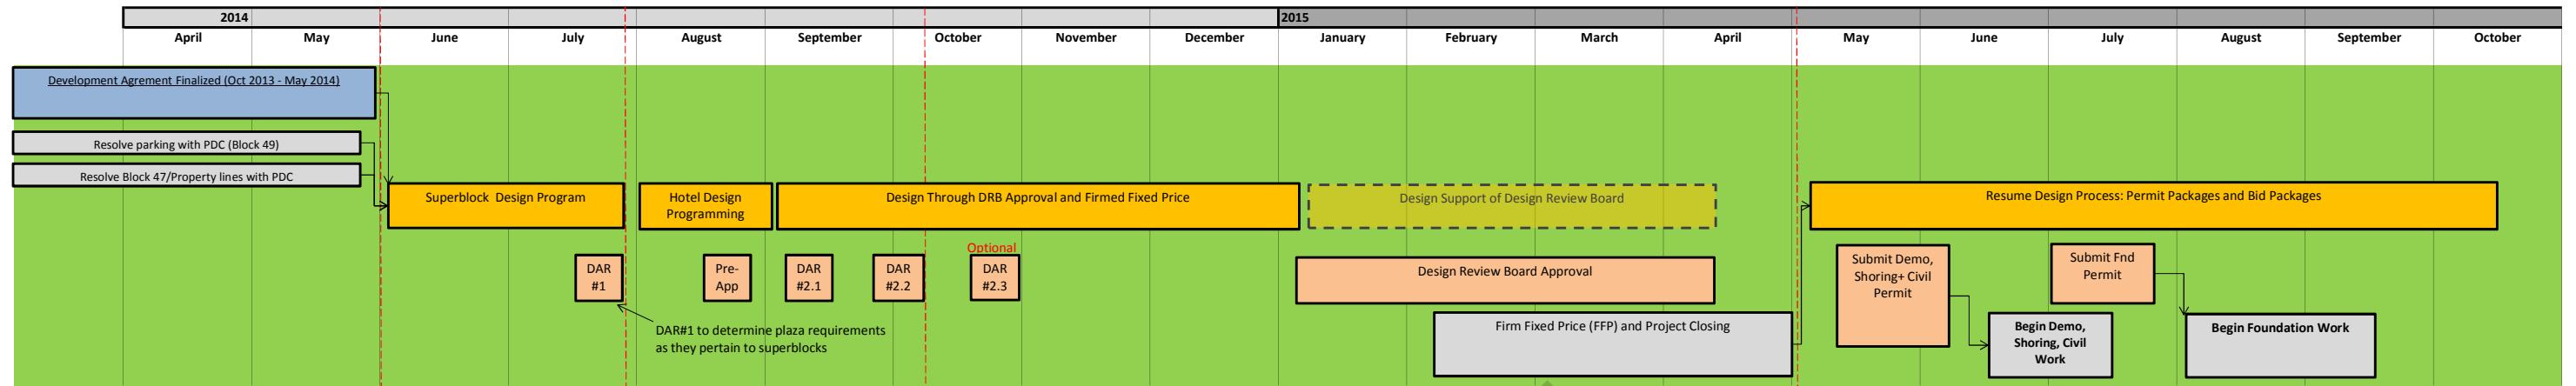 2014
2015
April
May
June
July
August
September
October
November
December
January
February
March
April
May
June
July
August
September
October
Development Agrement Finalized (Oct 2013 - May 2014)
Resolve parking with PDC (Block 49)
Resolve Block 47/Property lines with PDC
Superblock Design Program
Hotel Design
Programming
Design Through DRB Approval and Firmed Fixed Price
Design Support of Design Review Board
Resume Design Process: Permit Packages and Bid Packages
DAR
#1
Pre-
App
DAR
#2.1
DAR
#2.2
Optional
DAR
#2.3
Design Review Board Approval
Submit Demo,
Shoring+ Civil
Permit
Submit Fnd
Permit
DAR#1 to determine plaza requirements
as they pertain to superblocks
Firm Fixed Price (FFP) and Project Closing
Begin Demo,
Shoring, Civil
Work
Begin Foundation Work